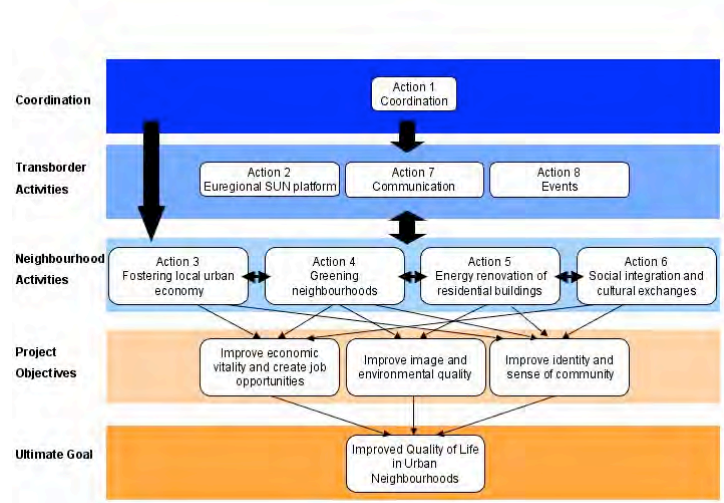 Coordination
Action 1
Coordination
Transborder
Activities
Action 2
Euregional SUN platform
Action 7
Communication
Action 8
Events
Neighbourhood
Activities
Action 3
Fostering local urban
economy
Action 4
Greening
neighbourhoods
Action 5
Energy renovation of
residential buildings
Action 6
Social integration and
cultural exchanges
Project
Objectives
Improve economic
vitality and create job
opportunities
Improve image and
environmental quality
Improve identity and
sense of community
Ultimate Goal
Improved Quality of Life
in Urban
Neighbourhoods